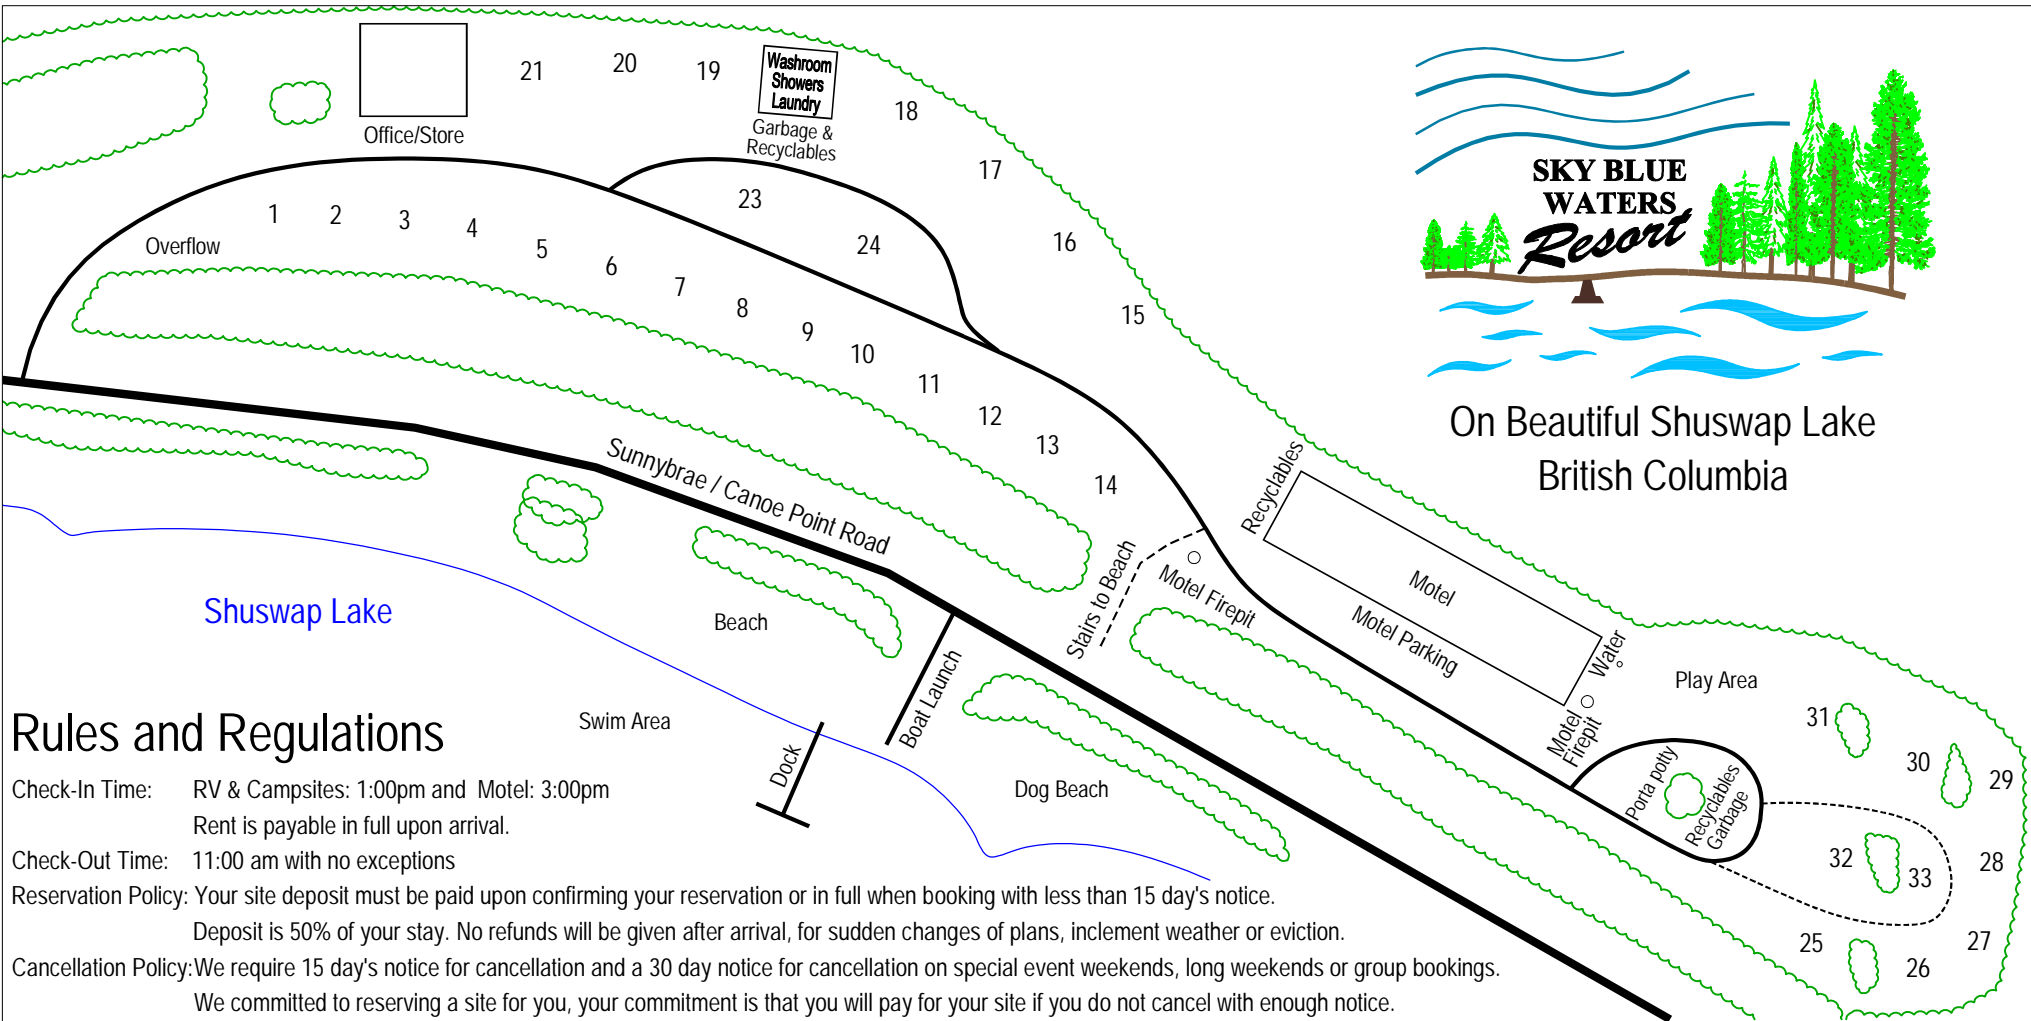 Office/Store
21
20
19
Washroom
Showers
Laundry
Garbage &
Recyclables
18
17
16
15
23
24
Overflow
1
2
3
4
5
6
7
8
9
10
11
12
13
14
SKY BLUE
WATERS
Resort
On Beautiful Shuswap Lake
British Columbia
Sunnybrae / Canoe Point Road
Recyclables
Motel
Motel Parking
Stairs to Beach
Motel Firepit
Water
Motel
Firepit
Play Area
31
30
29
Porta potty
Recyclables
Garbage
32
33
28
25
26
27
Shuswap Lake
Beach
Swim Area
Boat Launch
Dock
Dog Beach
Rules and Regulations
Check-In Time: RV & Campsites: 1:00pm and Motel: 3:00pm
Rent is payable in full upon arrival.
Check-Out Time: 11:00 am with no exceptions
Reservation Policy: Your site deposit must be paid upon confirming your reservation or in full when booking with less than 15 day's notice.
Deposit is 50% of your stay. No refunds will be given after arrival, for sudden changes of plans, inclement weather or eviction.
Cancellation Policy: We require 15 day's notice for cancellation and a 30 day notice for cancellation on special event weekends, long weekends or group bookings.
We committed to reserving a site for you, your commitment is that you will pay for your site if you do not cancel with enough notice.